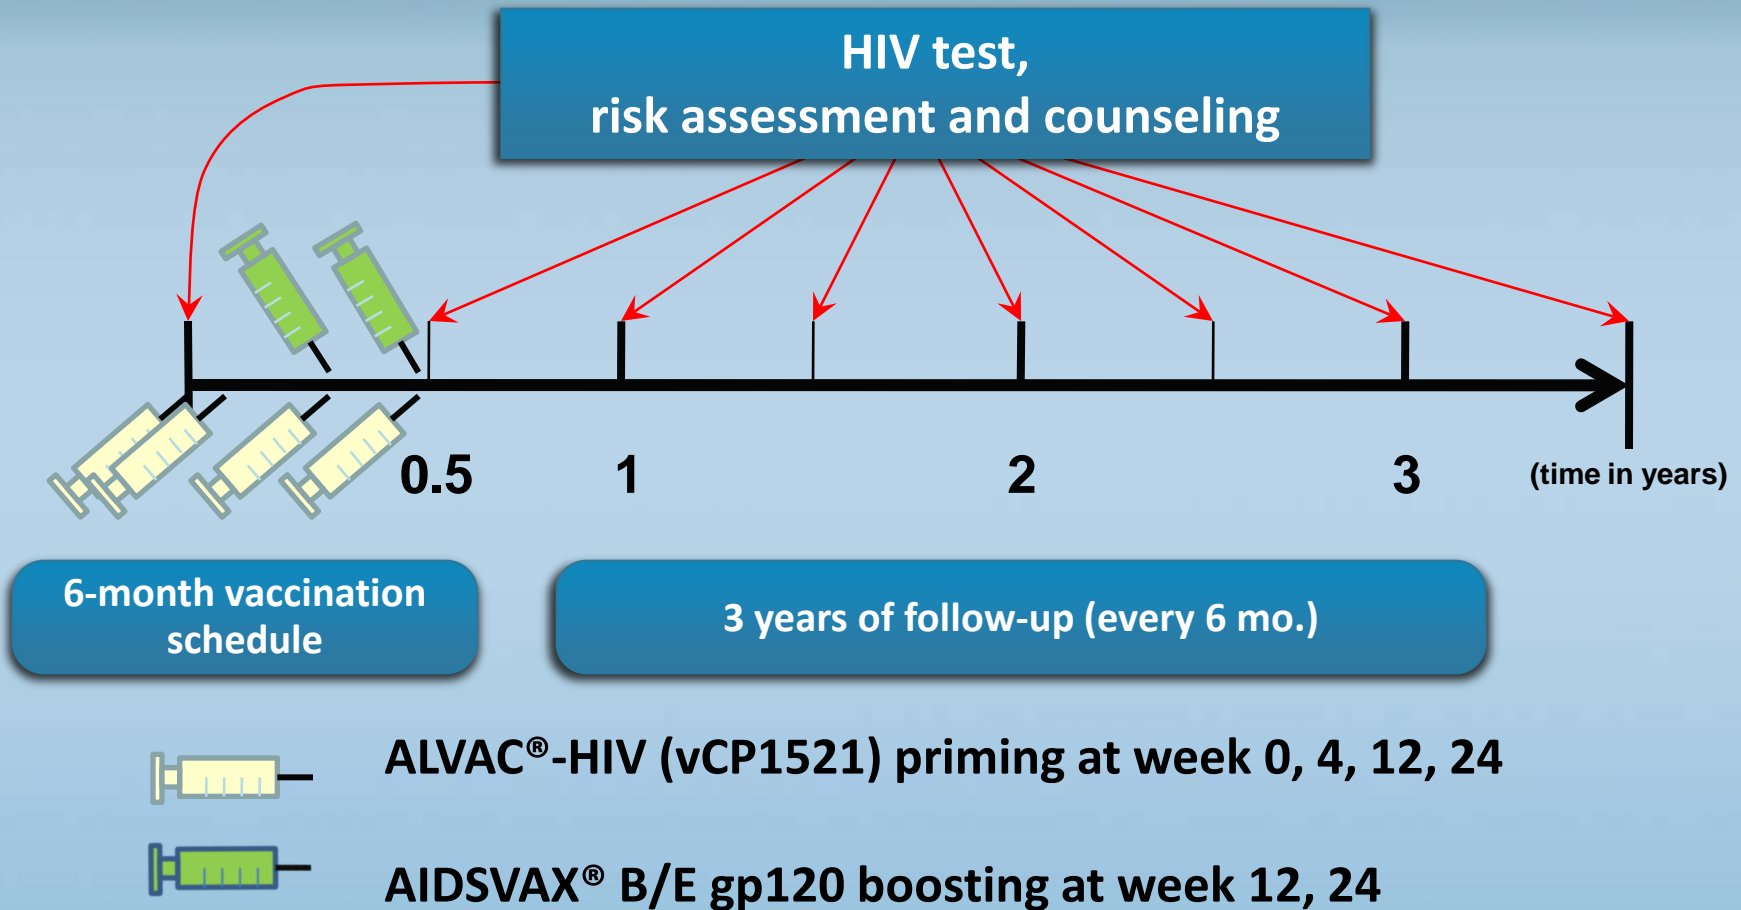 HIV test,
risk assessment and counseling
0.5
1
2
3
(time in years)
6-month vaccination
schedule
3 years of follow-up (every 6 mo.)
ALVAC®-HIV (vCP1521) priming at week 0, 4, 12, 24
AIDSVAX® B/E gp120 boosting at week 12, 24